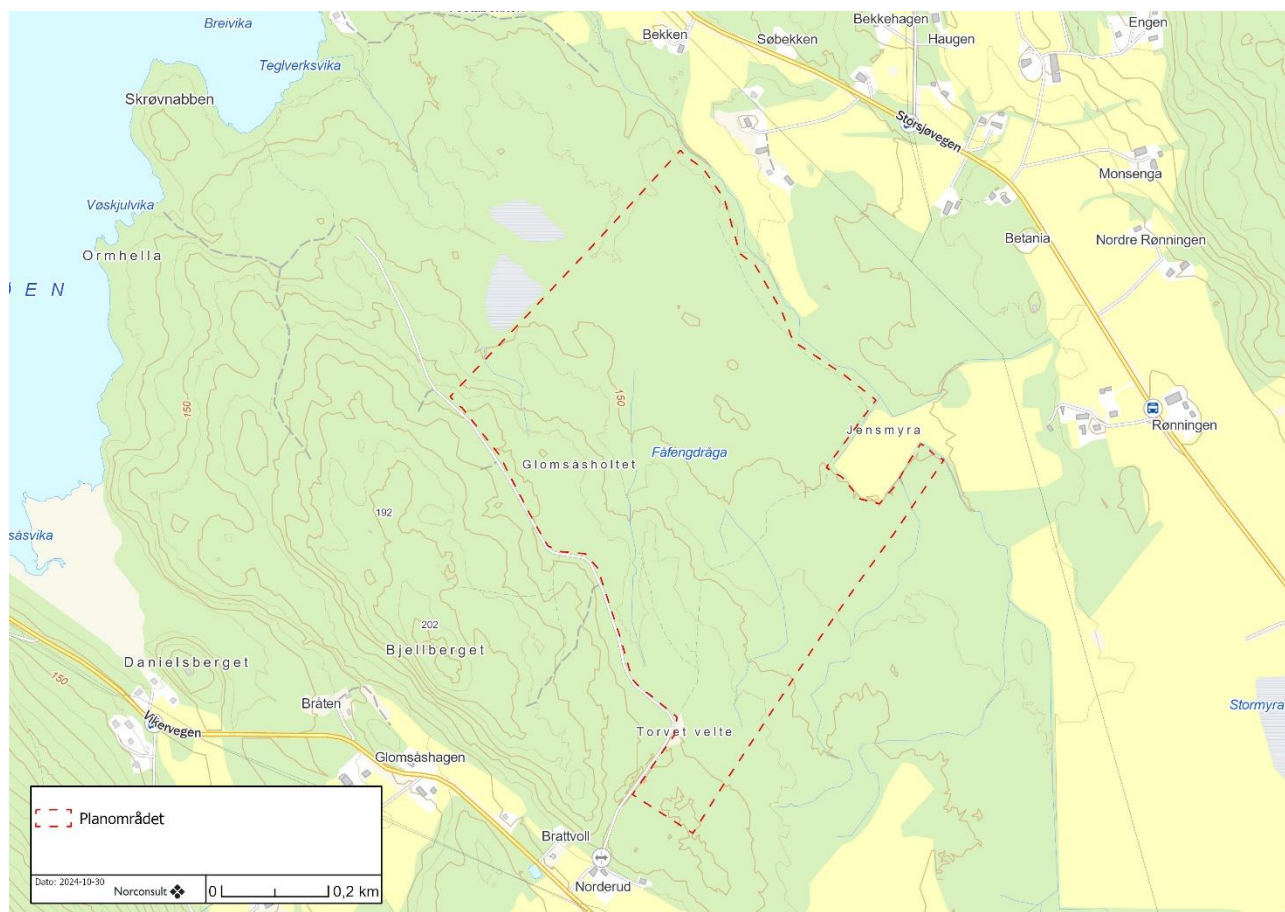 Breivika
Teglverksvika
Skrøvnabben
Vøskjulvika
Ormhella
Ø E N
Bekken
Søbekken
Bekkehagen
Haugen
Engen
Storsjøvegen
Monsenga
Betania
Nordre Rønningen
Rønningen
150
150
Jensmyra
Fåfengdråga
Glomsåsholtet
192
202
Bjellberget
Danielsberget
150
Bråten
Vikervegen
Glomsåshagen
Torvet velte
Stormyra
Brattvoll
Norderud
Planområdet
Dato: 2024-10-30
Norconsult
0 0,2 km